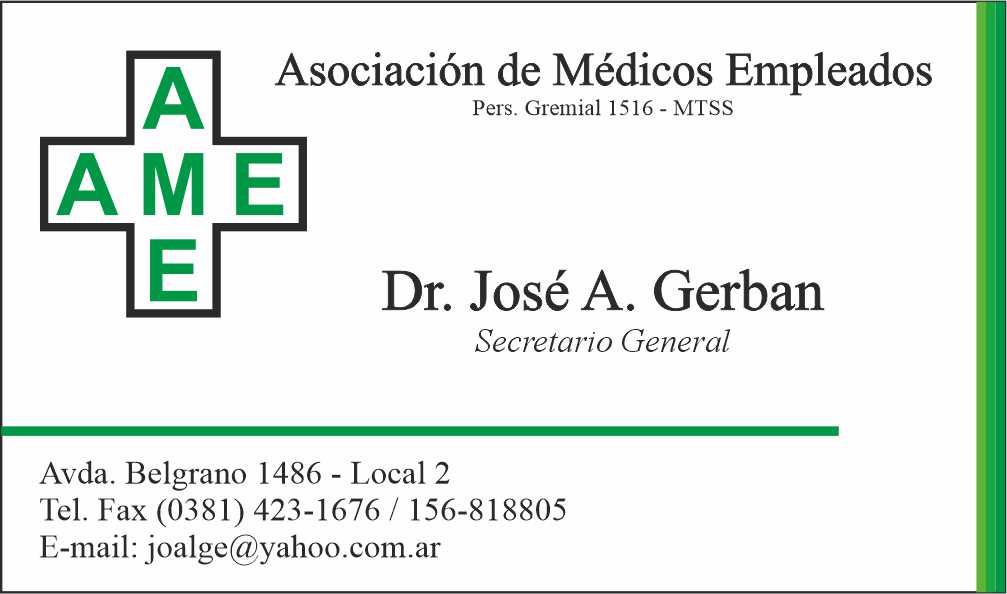 A
AME
E
Asociación de Médicos Empleados
Pers. Gremial 1516 - MTSS
Dr. José A. Gerban
Secretario General
Avda. Belgrano 1486 - Local 2
Tel. Fax (0381) 423-1676 / 156-818805
E-mail: joalge@yahoo.com.ar